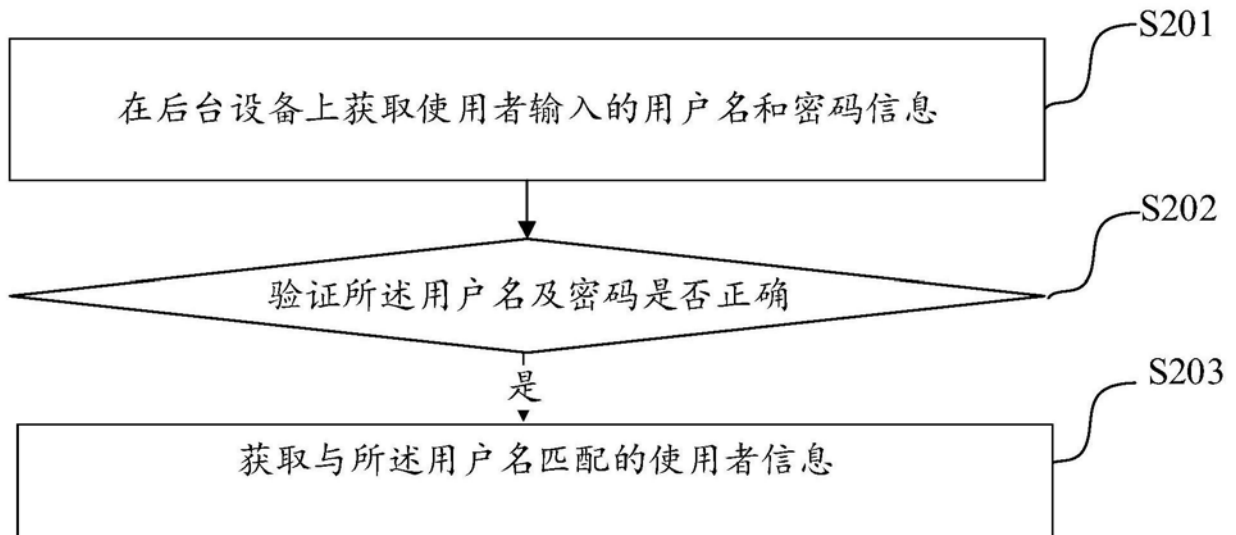 S201
在后台设备上获取使用者输入的用户名和密码信息
S202
验证所述用户名及密码是否正确
是
S203
获取与所述用户名匹配的使用者信息